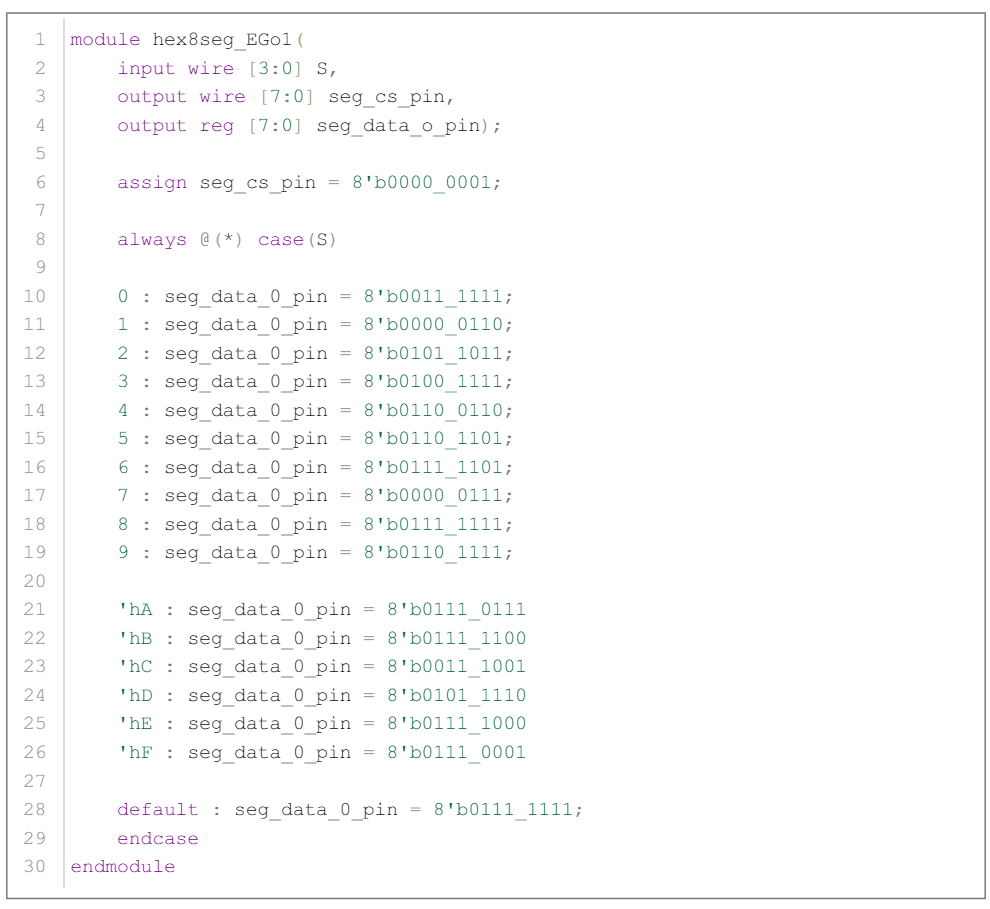 1 module hex8seg_EGo1(
2 input wire [3:0] S,
3 output wire [7:0] seg_cs_pin,
4 output reg [7:0] seg_data_o_pin);
5
6 assign seg_cs_pin = 8'b0000_0001;
7
8 always @(*) case(S)
9
10 0 : seg_data_0_pin = 8'b0011_1111;
11 1 : seg_data_0_pin = 8'b0000_0110;
12 2 : seg_data_0_pin = 8'b0101_1011;
13 3 : seg_data_0_pin = 8'b0100_1111;
14 4 : seg_data_0_pin = 8'b0110_0110;
15 5 : seg_data_0_pin = 8'b0110_1101;
16 6 : seg_data_0_pin = 8'b0111_1101;
17 7 : seg_data_0_pin = 8'b0000_0111;
18 8 : seg_data_0_pin = 8'b0111_1111;
19 9 : seg_data_0_pin = 8'b0110_1111;
20
21 'hA : seg_data_0_pin = 8'b0111_0111
22 'hB : seg_data_0_pin = 8'b0111_1100
23 'hC : seg_data_0_pin = 8'b0011_1001
24 'hD : seg_data_0_pin = 8'b0101_1110
25 'hE : seg_data_0_pin = 8'b0111_1000
26 'hF : seg_data_0_pin = 8'b0111_0001
27
28 default : seg_data_0_pin = 8'b0111_1111;
29 endcase
30 endmodule